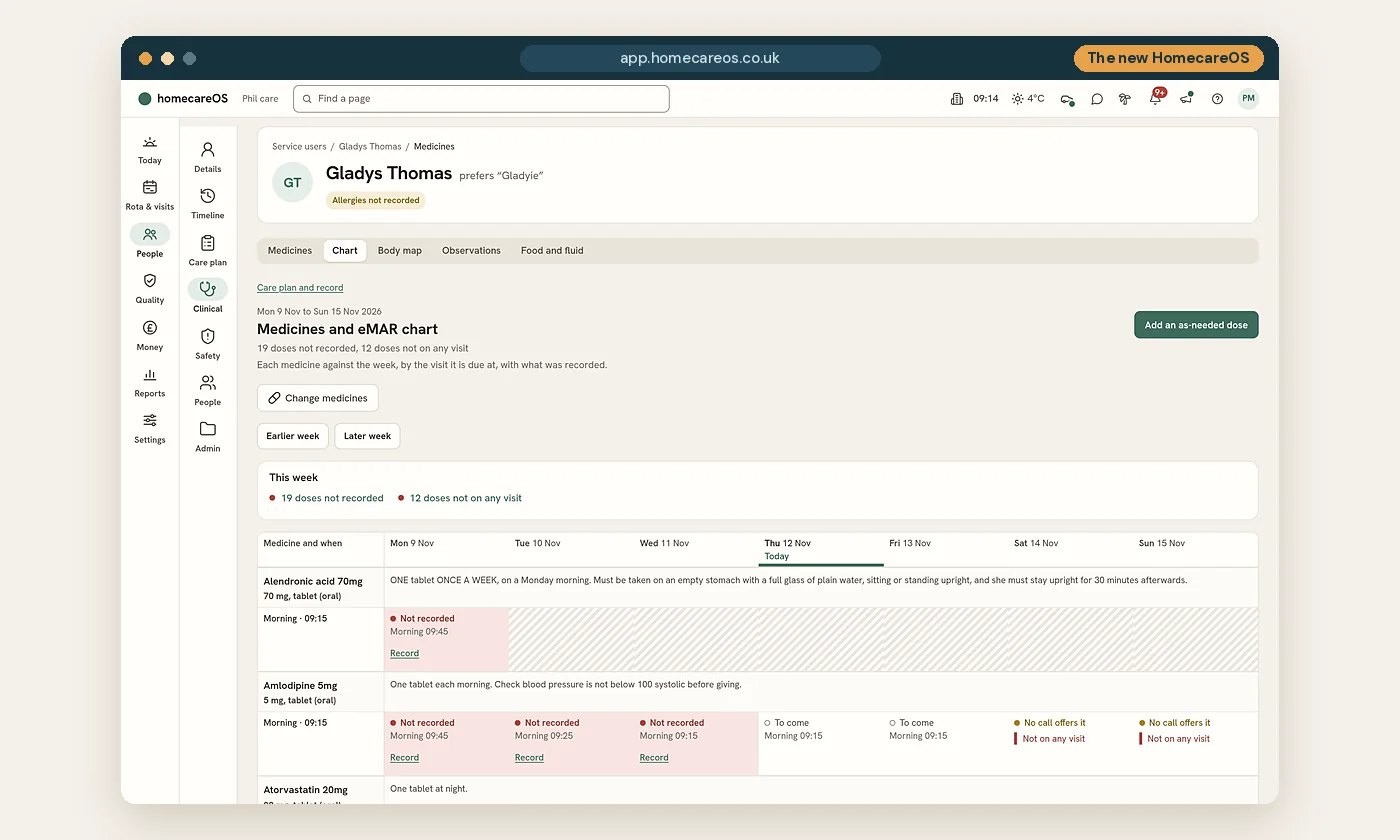 app.homecareos.co.uk
The new HomecareOS
homecareOS
Phil care
Find a page
09:14
4°C
9+
PM
Today
Rota & visits
People
Quality
Money
Reports
Settings
Details
Timeline
Care plan
Clinical
Safety
People
Admin
Service users / Gladys Thomas / Medicines
GT
Gladys Thomas prefers “Gladyie”
Allergies not recorded
Medicines Chart Body map Observations Food and fluid
Care plan and record
Mon 9 Nov to Sun 15 Nov 2026
Medicines and eMAR chart
19 doses not recorded, 12 doses not on any visit
Each medicine against the week, by the visit it is due at, with what was recorded.
Add an as-needed dose
Change medicines
Earlier week Later week
This week
19 doses not recorded 12 doses not on any visit
Medicine and when Mon 9 Nov Tue 10 Nov Wed 11 Nov Thu 12 Nov Fri 13 Nov Sat 14 Nov Sun 15 Nov
Today
Alendronic acid 70mg
70 mg, tablet (oral)
ONE tablet ONCE A WEEK, on a Monday morning. Must be taken on an empty stomach with a full glass of plain water, sitting or standing upright, and she must stay upright for 30 minutes afterwards.
Morning · 09:15
Not recorded
Morning 09:45
Record
Amlodipine 5mg
5 mg, tablet (oral)
One tablet each morning. Check blood pressure is not below 100 systolic before giving.
Morning · 09:15
Not recorded Not recorded Not recorded To come To come No call offers it No call offers it
Morning 09:45 Morning 09:25 Morning 09:15 Morning 09:15 Morning 09:15 Not on any visit Not on any visit
Record Record Record
Atorvastatin 20mg
One tablet at night.